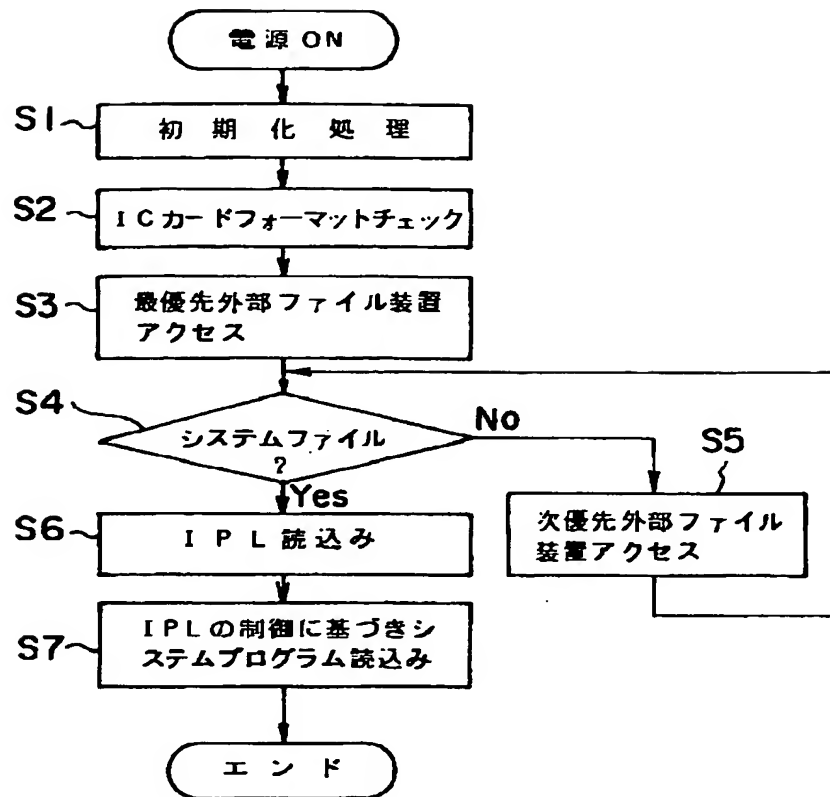 電源ON
S1
初期化処理
S2
ICカードフォーマットチェック
S3
最優先外部ファイル装置
アクセス
S4
システムファイル
?
No
Yes
S5
次優先外部ファイル
装置アクセス
S6
IPL読込み
S7
IPLの制御に基づきシ
ステムプログラム読込み
エンド